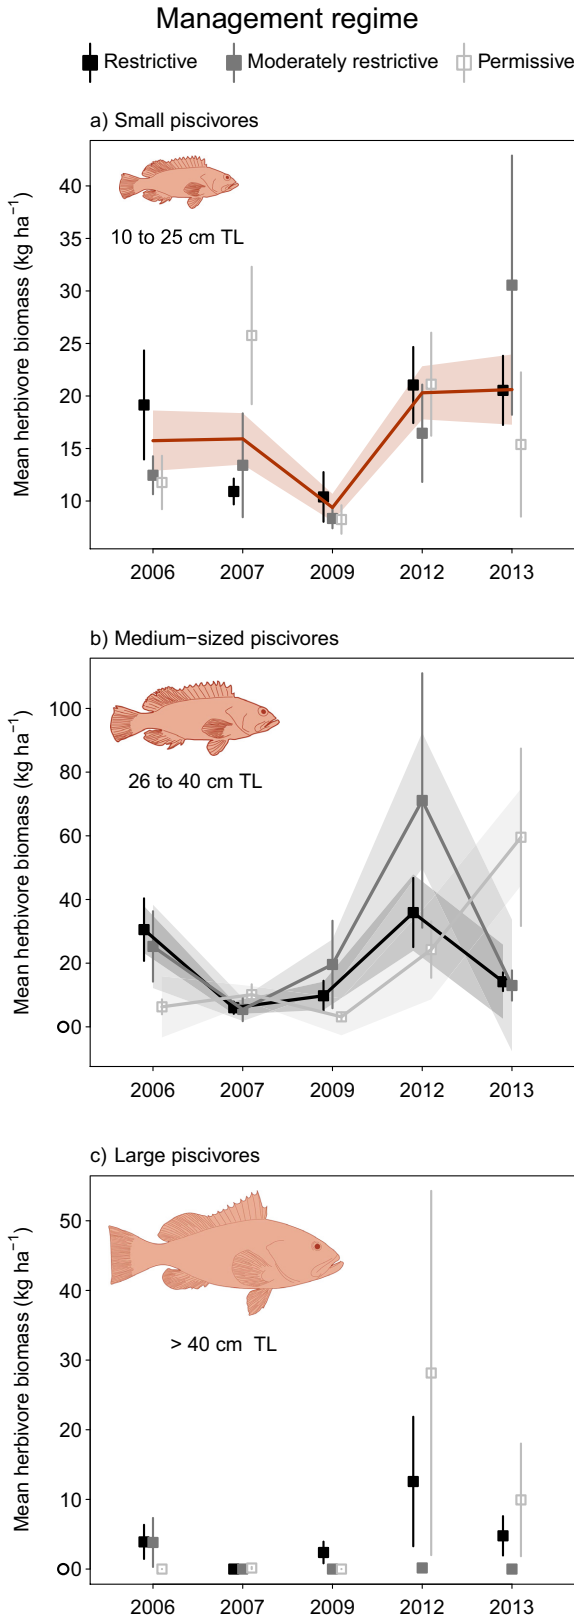 Management regime
Restrictive Moderately restrictive Permissive
a) Small piscivores
Mean herbivore biomass (kg ha−1)
10 to 25 cm TL
40
35
30
25
20
15
10
2006 2007 2009 2012 2013
b) Medium−sized piscivores
Mean herbivore biomass (kg ha−1)
26 to 40 cm TL
100
80
60
40
20
0
2006 2007 2009 2012 2013
c) Large piscivores
Mean herbivore biomass (kg ha−1)
> 40 cm TL
50
40
30
20
10
0
2006 2007 2009 2012 2013